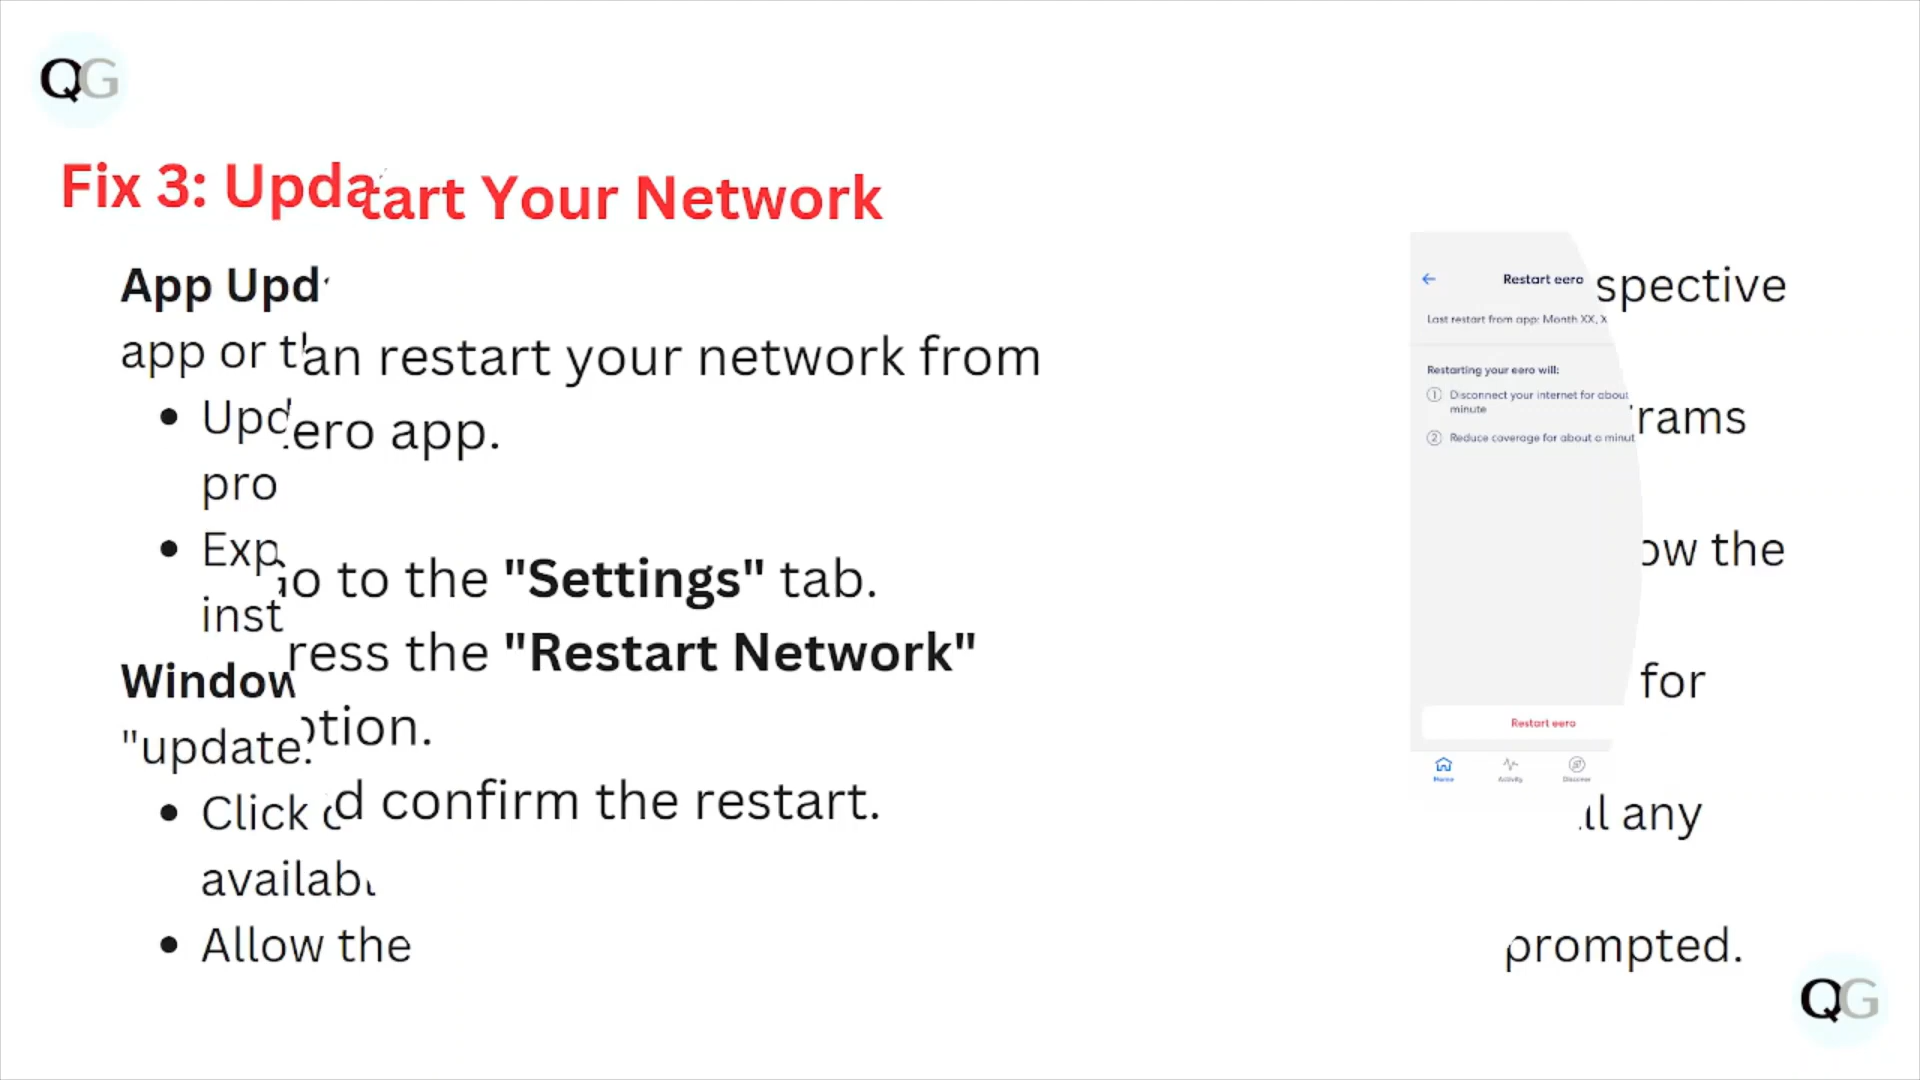 QG
Fix 3: Upda
tart Your Network
App Upd
spective
app or t
an restart your network from
Upd
ero app.
rams
pro
Exp
o to the "Settings" tab.
ow the
inst
ress the "Restart Network"
Window
for
"update.
tion.
Click
d confirm the restart.
ll any
availab
Allow the
prompted.
Restart eero
Last restart from app: Month XX, X
Restarting your eero will:
1 Disconnect your internet for about
minute
2 Reduce coverage for about a minut
Restart eero
Home Activity Discover
QG